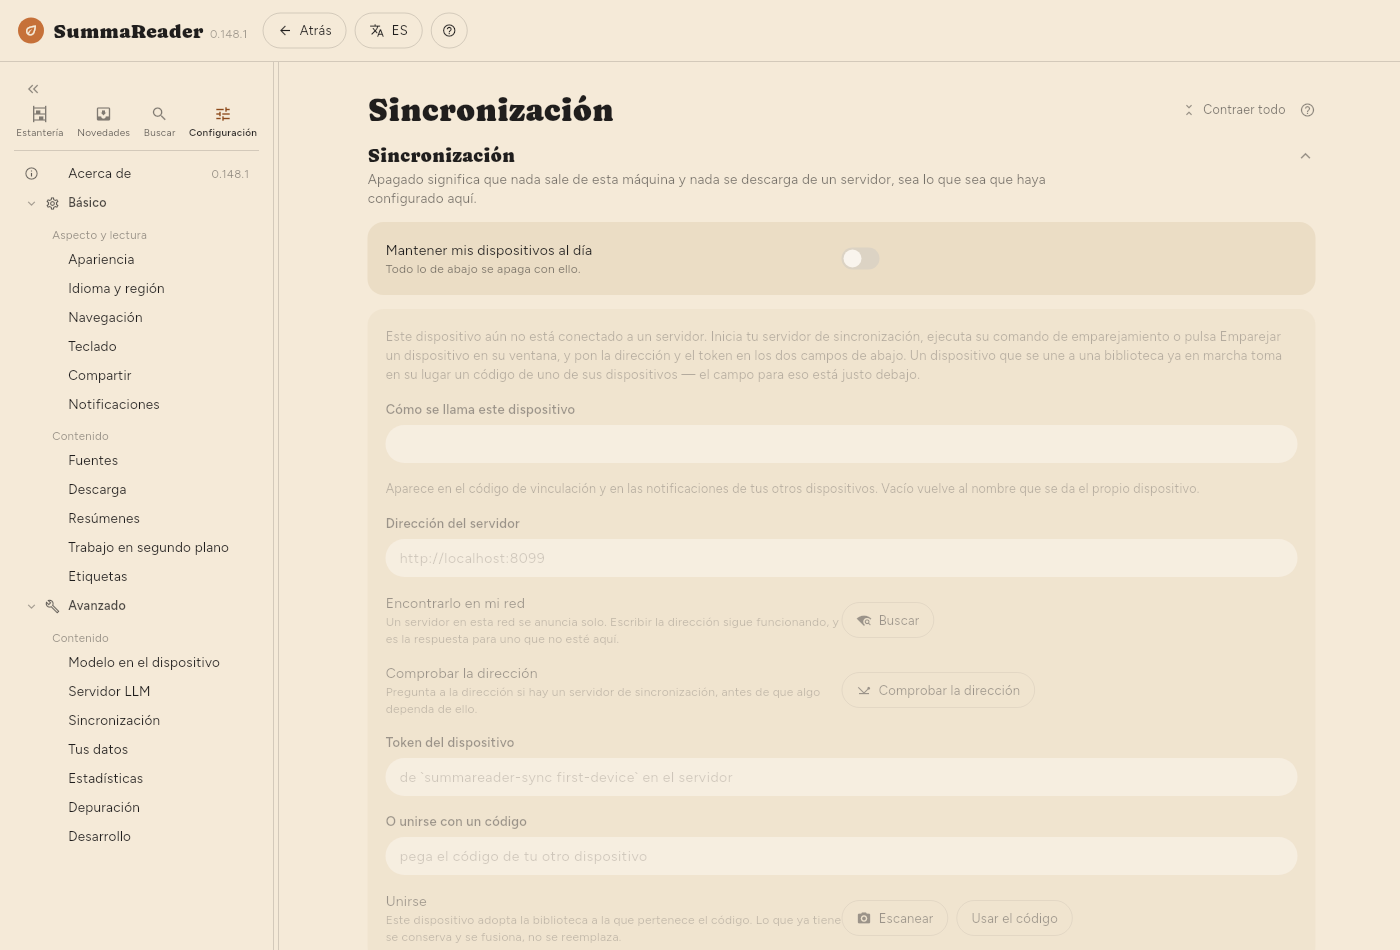 SummaReader 0.148.1
Atrás
ES
Estantería
Novedades
Buscar
Configuración
Acerca de
0.148.1
Básico
Aspecto y lectura
Apariencia
Idioma y región
Navegación
Teclado
Compartir
Notificaciones
Contenido
Fuentes
Descarga
Resúmenes
Trabajo en segundo plano
Etiquetas
Avanzado
Contenido
Modelo en el dispositivo
Servidor LLM
Sincronización
Tus datos
Estadísticas
Depuración
Desarrollo
Sincronización
Contraer todo
Sincronización
Apagado significa que nada sale de esta máquina y nada se descarga de un servidor, sea lo que sea que haya
configurado aquí.
Mantener mis dispositivos al día
Todo lo de abajo se apaga con ello.
Este dispositivo aún no está conectado a un servidor. Inicia tu servidor de sincronización, ejecuta su comando de emparejamiento o pulsa Emparejar
un dispositivo en su ventana, y pon la dirección y el token en los dos campos de abajo. Un dispositivo que se une a una biblioteca ya en marcha toma
en su lugar un código de uno de sus dispositivos — el campo para eso está justo debajo.
Cómo se llama este dispositivo
Aparece en el código de vinculación y en las notificaciones de tus otros dispositivos. Vacío vuelve al nombre que se da el propio dispositivo.
Dirección del servidor
http://localhost:8099
Encontrarlo en mi red
Un servidor en esta red se anuncia solo. Escribir la dirección sigue funcionando, y
es la respuesta para uno que no esté aquí.
Buscar
Comprobar la dirección
Pregunta a la dirección si hay un servidor de sincronización, antes de que algo
dependa de ello.
Comprobar la dirección
Token del dispositivo
de `summareader-sync first-device` en el servidor
O unirse con un código
pega el código de tu otro dispositivo
Unirse
Este dispositivo adopta la biblioteca a la que pertenece el código. Lo que ya tiene
se conserva y se fusiona, no se reemplaza.
Escanear
Usar el código